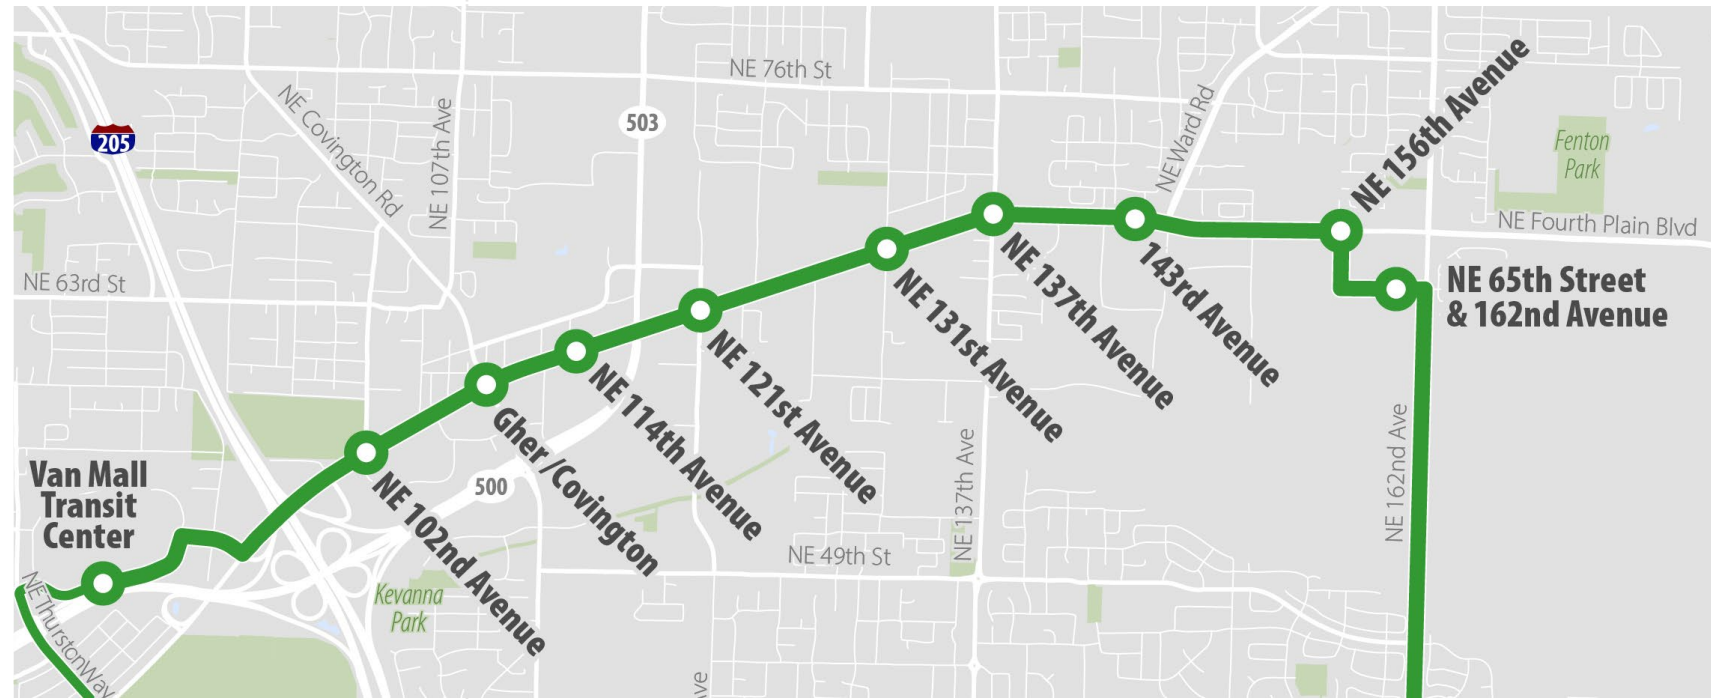 NE 76th St
NE Covington Rd
NE 107th Ave
503
205
NE Ward Rd
NE 156th Avenue
Fenton
Park
NE Fourth Plain Blvd
NE 63rd St
NE 65th Street
& 162nd Avenue
143rd Avenue
NE 137th Avenue
NE 131st Avenue
NE 121st Avenue
NE 114th Avenue
Gher/Covington
NE 102nd Avenue
Van Mall
Transit
Center
500
NE 137th Ave
NE 162nd Ave
NE 49th St
Kevanna
Park
NE Thurston Way